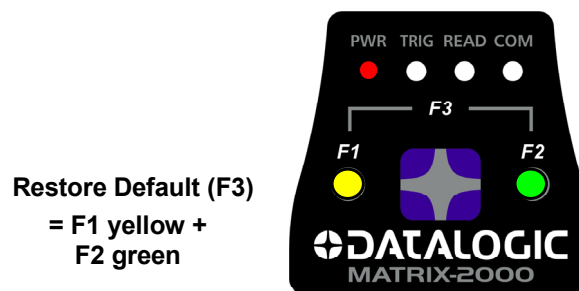 PWR TRIG READ COM
F3
F1 F2
Restore Default (F3)
= F1 yellow +
F2 green
DATALOGIC
MATRIX-2000